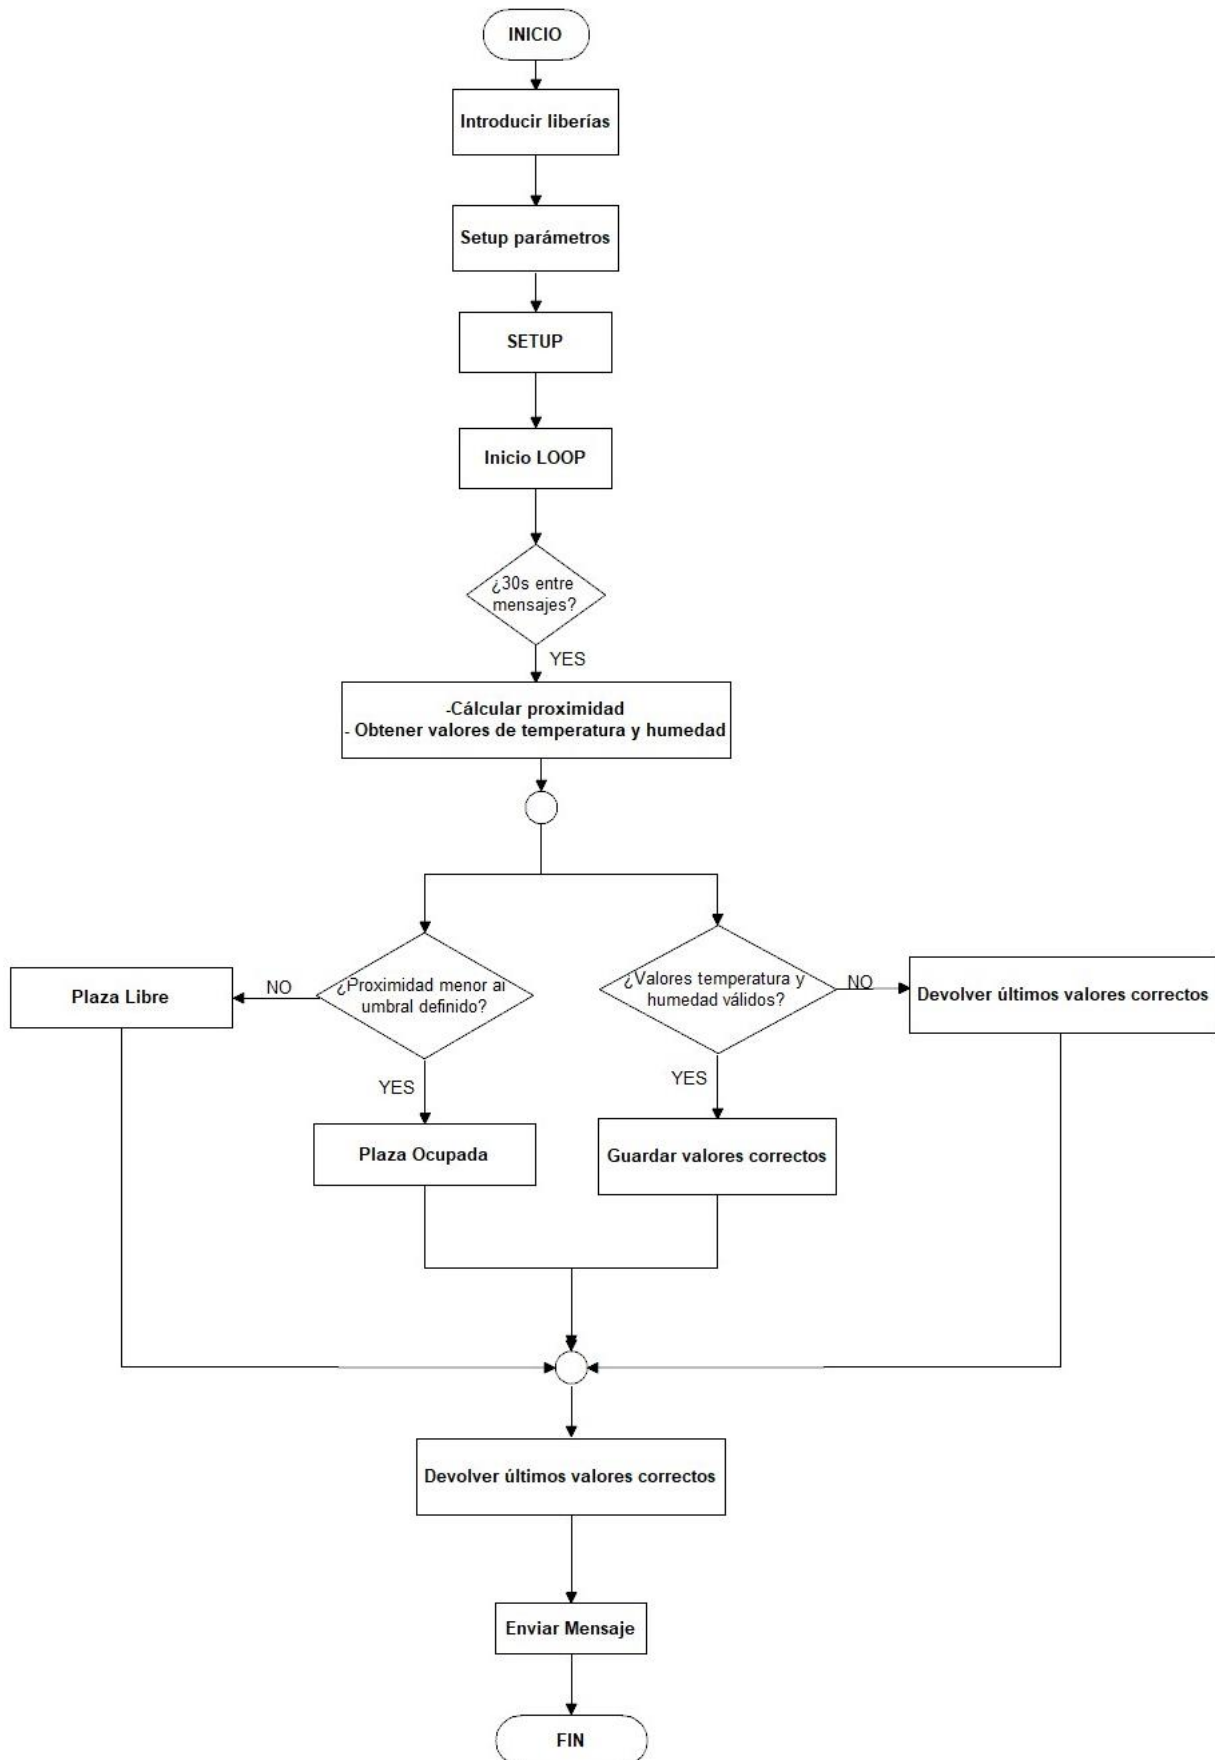 INICIO
Introducir liberías
Setup parámetros
SETUP
Inicio LOOP
¿30s entre
mensajes?
YES
-Cálcular proximidad
- Obtener valores de temperatura y humedad
Plaza Libre
NO
¿Proximidad menor al
umbral definido?
¿Valores temperatura y
humedad válidos?
NO
Devolver últimos valores correctos
YES
YES
Plaza Ocupada
Guardar valores correctos
Devolver últimos valores correctos
Enviar Mensaje
FIN